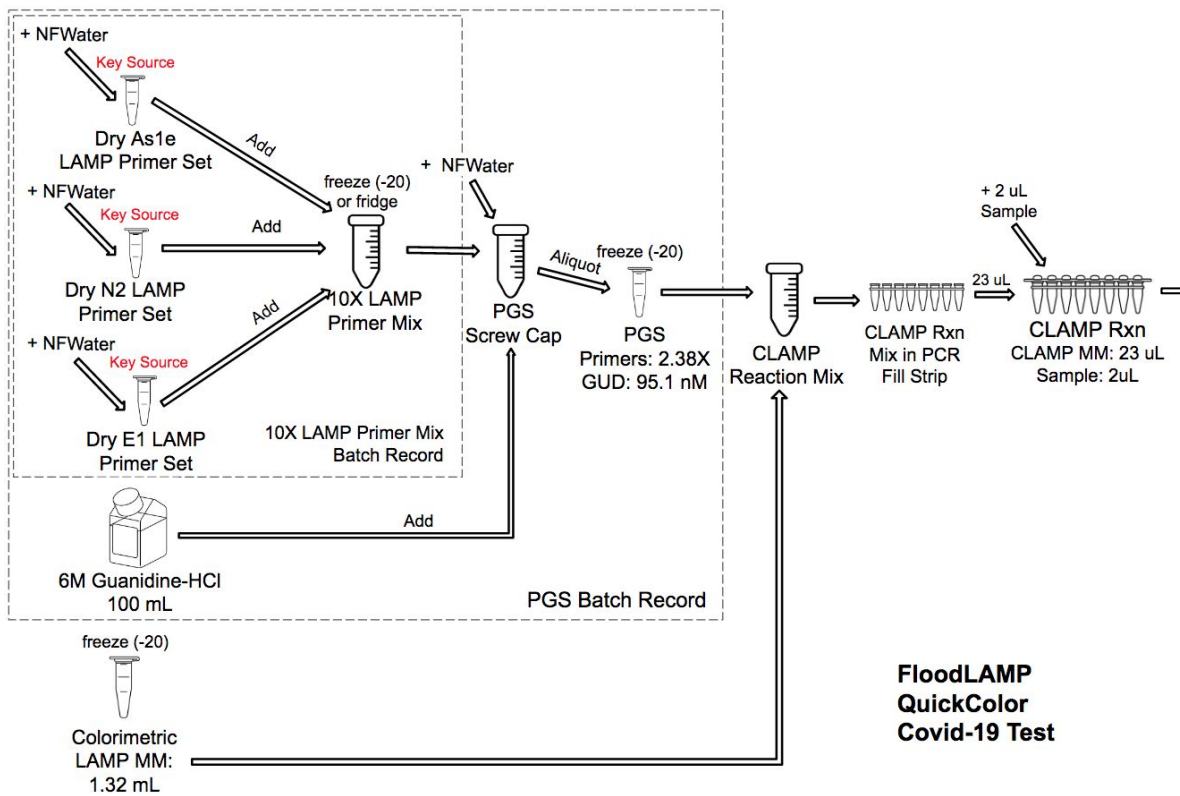 + NFWater
Key Source
Dry As1e
LAMP Primer Set
Add
+ NFWater
Key Source
Dry N2 LAMP
Primer Set
Add
+ NFWater
Key Source
Dry E1 LAMP
Primer Set
Add
freeze (-20)
or fridge
10X LAMP
Primer Mix
10X LAMP Primer Mix
Batch Record
+ NFWater
PGS
Screw Cap
Aliquot
freeze (-20)
PGS
Primers: 2.38X
GUD: 95.1 nM
6M Guanidine-HCl
100 mL
Add
PGS Batch Record
freeze (-20)
Colorimetric
LAMP MM:
1.32 mL
CLAMP
Reaction Mix
CLAMP Rxn
Mix in PCR
Fill Strip
23 uL
+ 2 uL
Sample
CLAMP Rxn
CLAMP MM: 23 uL
Sample: 2uL
FloodLAMP
QuickColor
Covid-19 Test